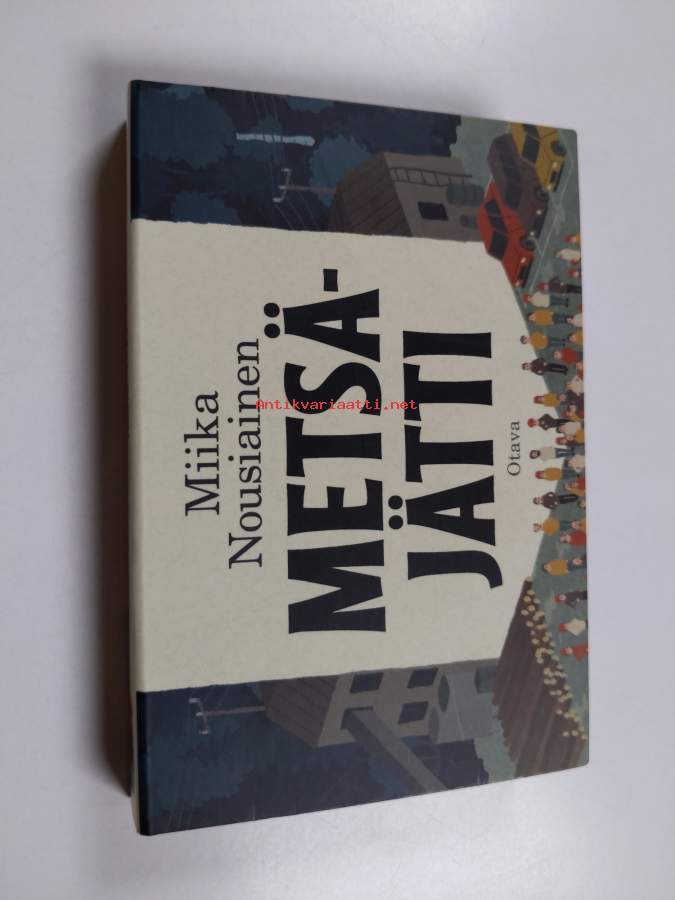 Miika
Nousiainen
METSÄ-
JÄTTI
Otava
Antikvariaatti.net